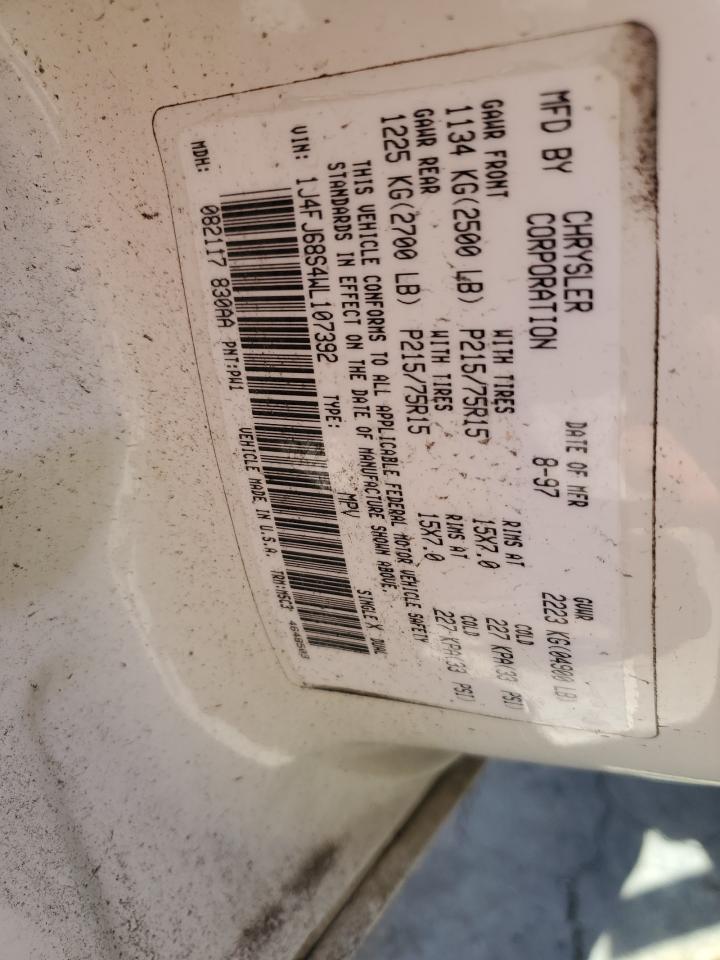 MFD BY CHRYSLER CORPORATION DATE OF MFR 8-97 GVWR 2223 KG(04900 LB)
GAWR FRONT WITH TIRES RIMS AT COLD
1134 KG(2500 LB) P215/75R15 15X7.0 227 KPA(33 PSI)
GAWR REAR WITH TIRES RIMS AT COLD
1225 KG(2700 LB) P215/75R15 15X7.0 227 KPA(33 PSI)
THIS VEHICLE CONFORMS TO ALL APPLICABLE FEDERAL MOTOR VEHICLE SAFETY
STANDARDS IN EFFECT ON THE DATE OF MANUFACTURE SHOWN ABOVE.
VIN: 1J4FJ68S4WL107392 TYPE: MPV SINGLE X
MDH: 082117 830AA PNT:PW1 VEHICLE MADE IN U.S.A. TRM:M5C3 4648503